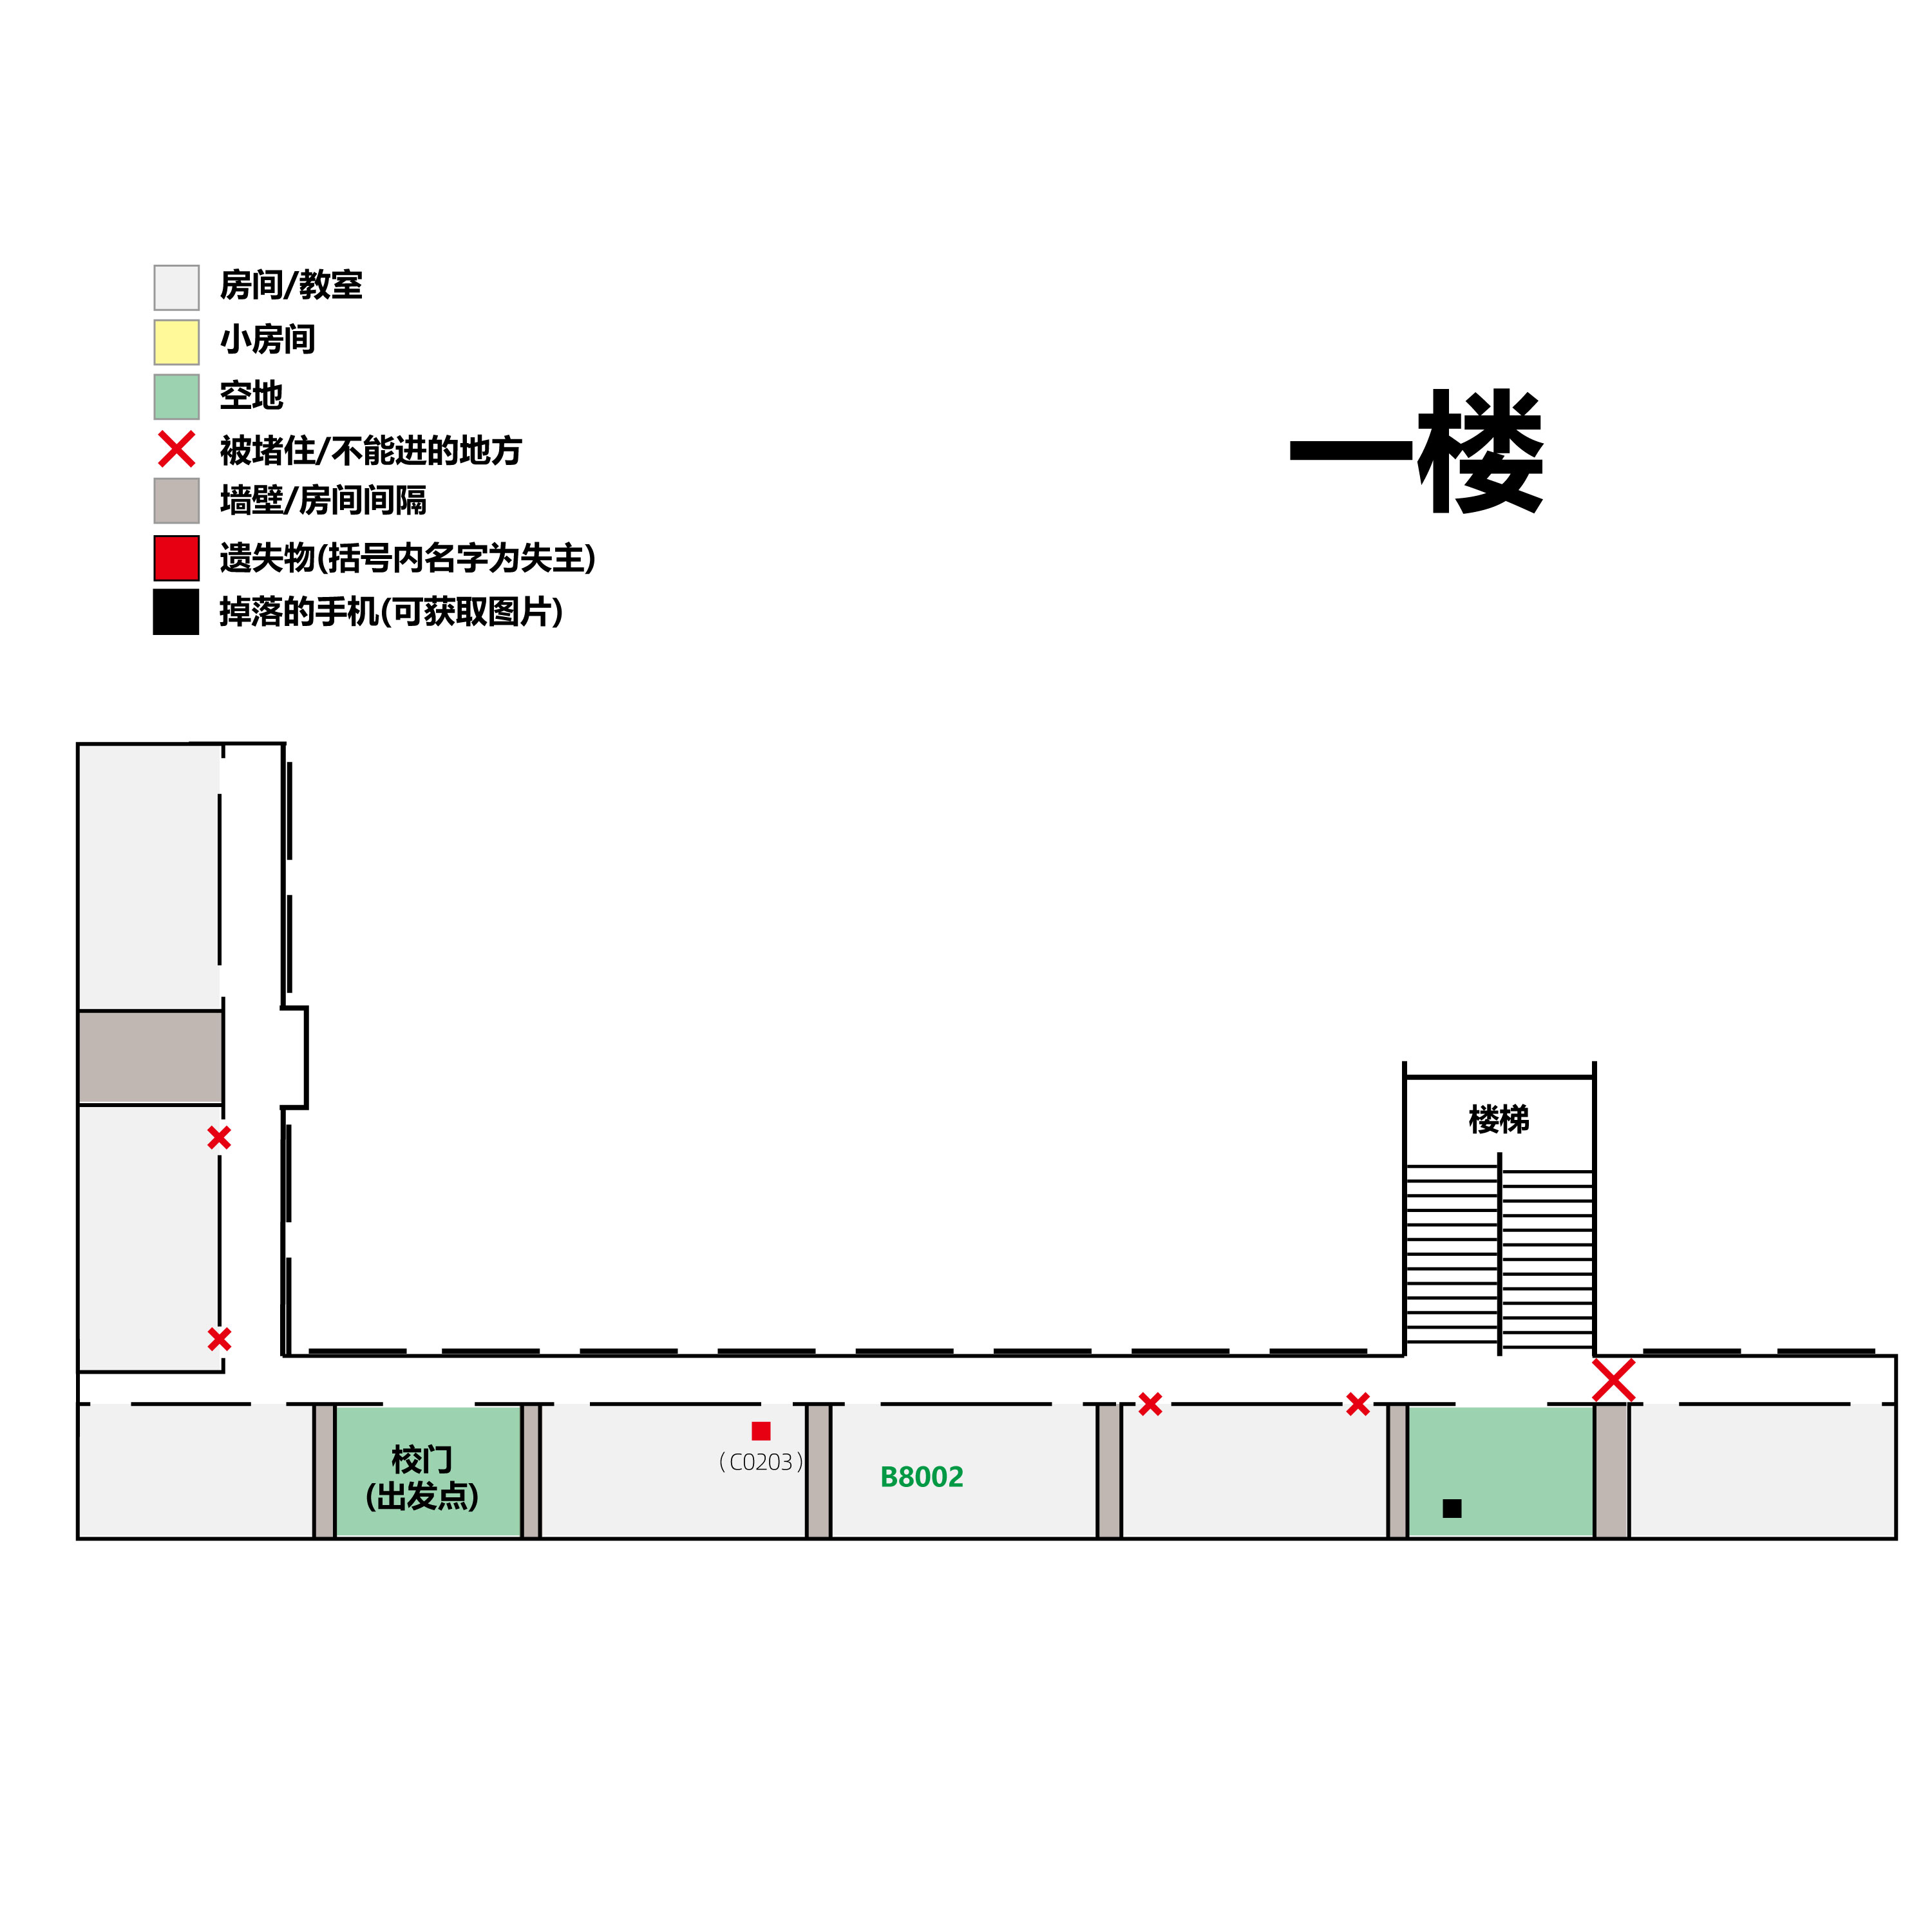 房间/教室
小房间
空地
被堵住/不能进的地方
墙壁/房间间隔
遗失物(括号内名字为失主)
掉落的手机(可获取图片)
一楼
楼梯
校门
(出发点)
(C0203)
B8002